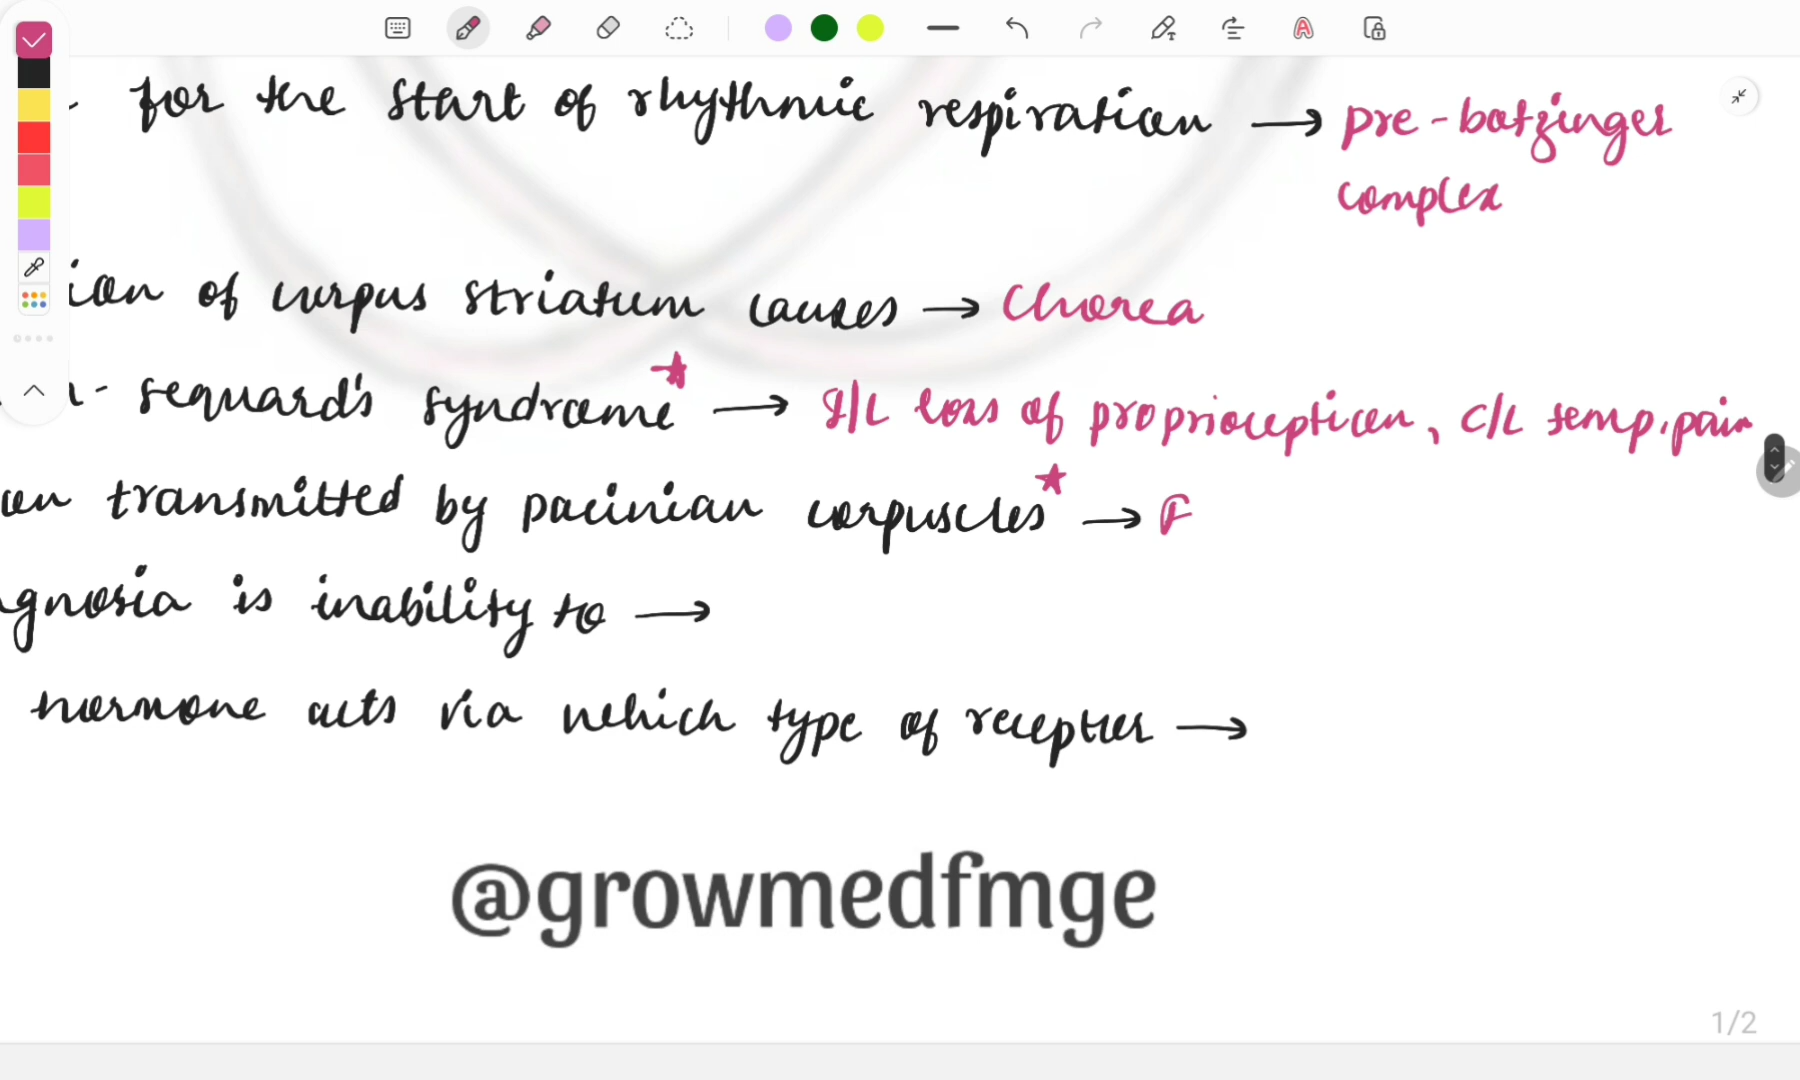 for the start of rhythmic respiration → pre-botzinger
complex
ion of corpus striatum causes → Chorea
n- sequard's syndrome* → I/L loss of proprioception, C/L temp, pain
on transmitted by pacinian corpuscles* → F
agnosia is inability to →
hormone acts via which type of receptor →
@growmedfmge
1/2